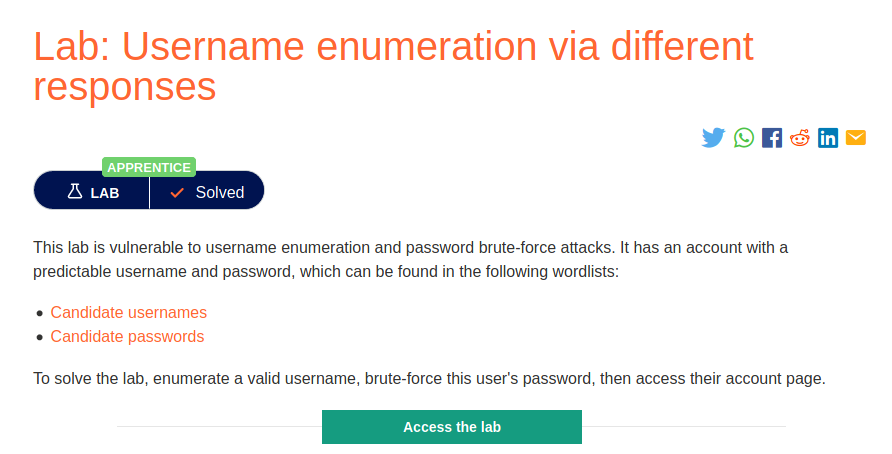 Lab: Username enumeration via different
responses
APPRENTICE
LAB
Solved
This lab is vulnerable to username enumeration and password brute-force attacks. It has an account with a
predictable username and password, which can be found in the following wordlists:
Candidate usernames
Candidate passwords
To solve the lab, enumerate a valid username, brute-force this user's password, then access their account page.
Access the lab